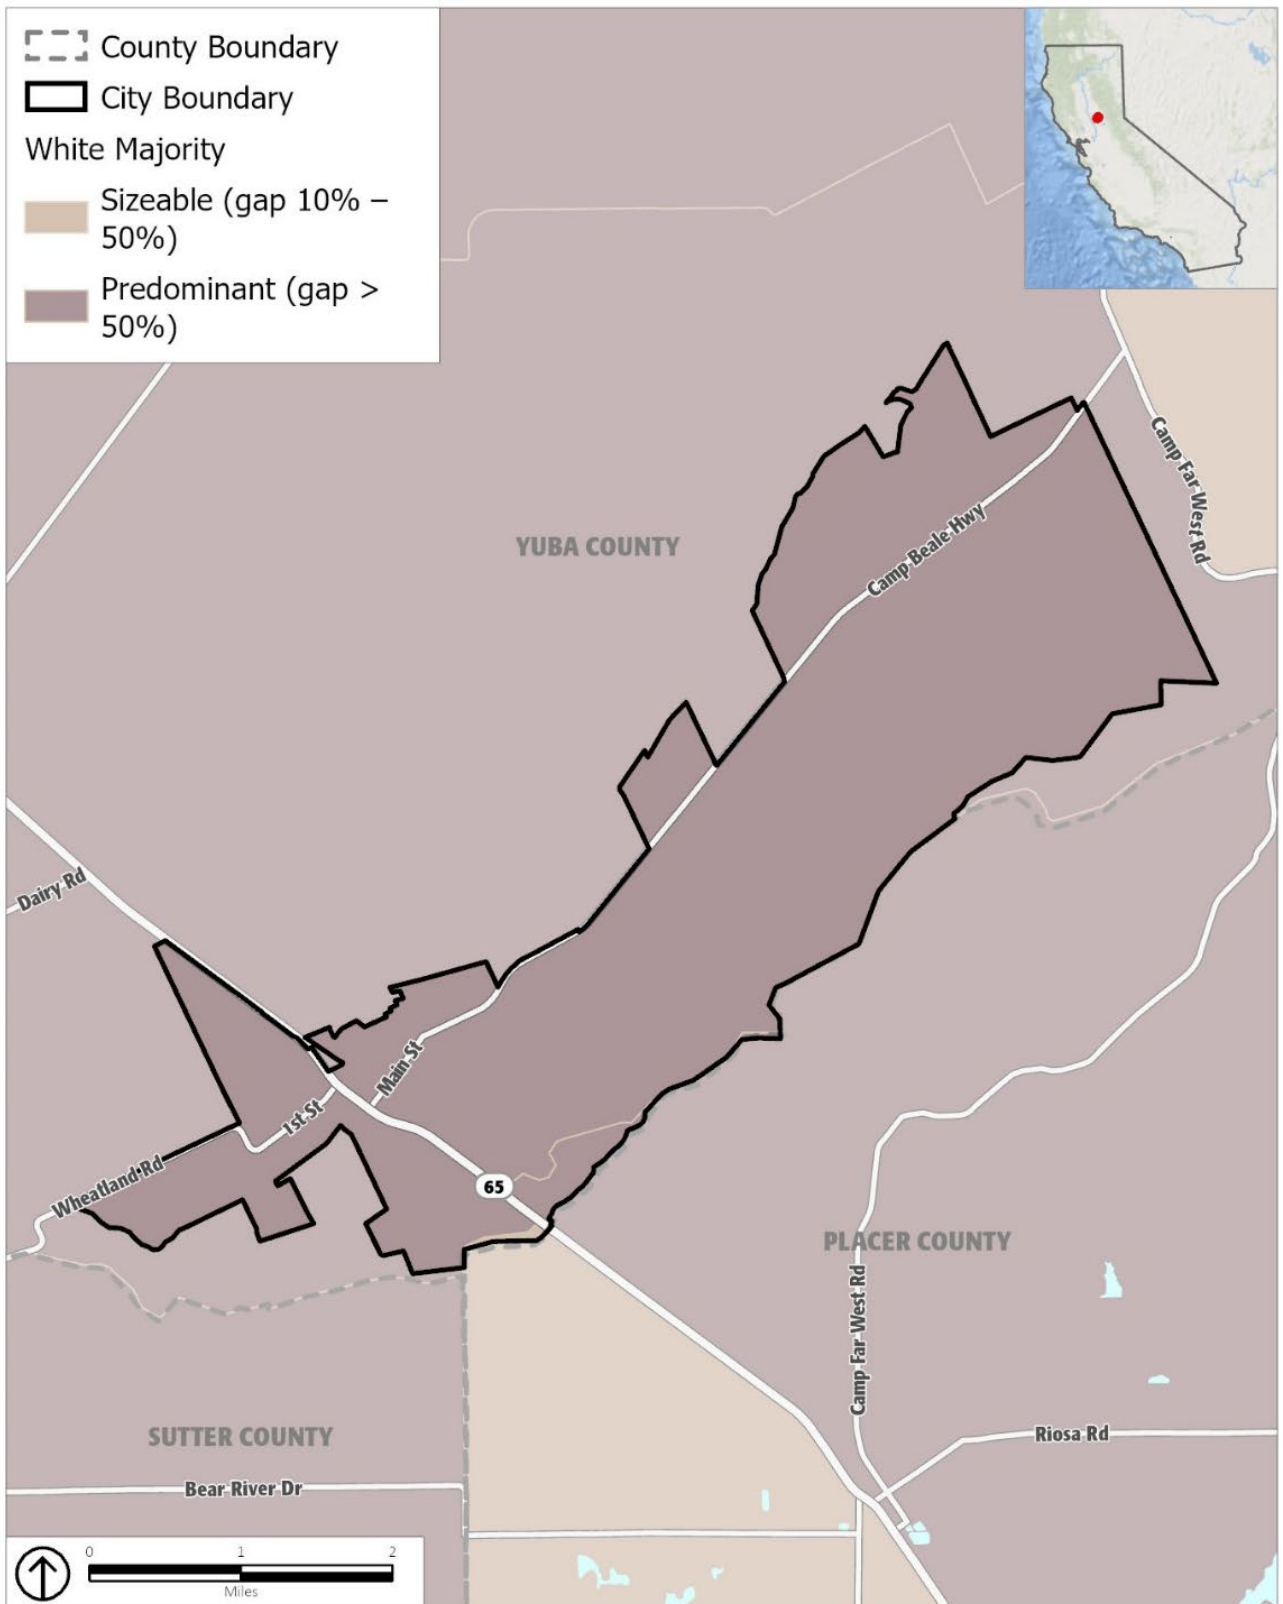 County Boundary
City Boundary
White Majority
Sizeable (gap 10% –
50%)
Predominant (gap >
50%)
Camp Far West Rd
YUBA COUNTY
Camp Beale Hwy
Dairy Rd
Main St
1st St
Wheatland Rd
65
PLACER COUNTY
Camp Far West Rd
SUTTER COUNTY
Riosa Rd
Bear River Dr
0 1 2
Miles